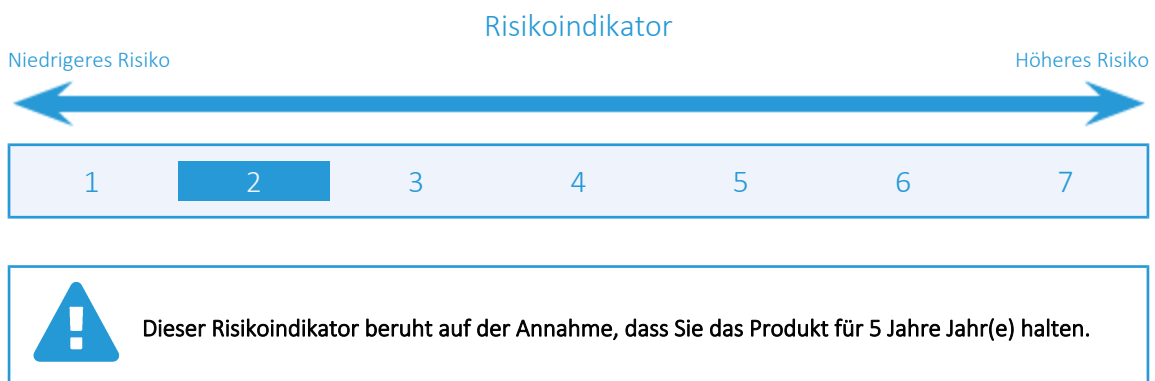 Risikoindikator
Niedrigeres Risiko Höheres Risiko
1 2 3 4 5 6 7
Dieser Risikoindikator beruht auf der Annahme, dass Sie das Produkt für 5 Jahre Jahr(e) halten.